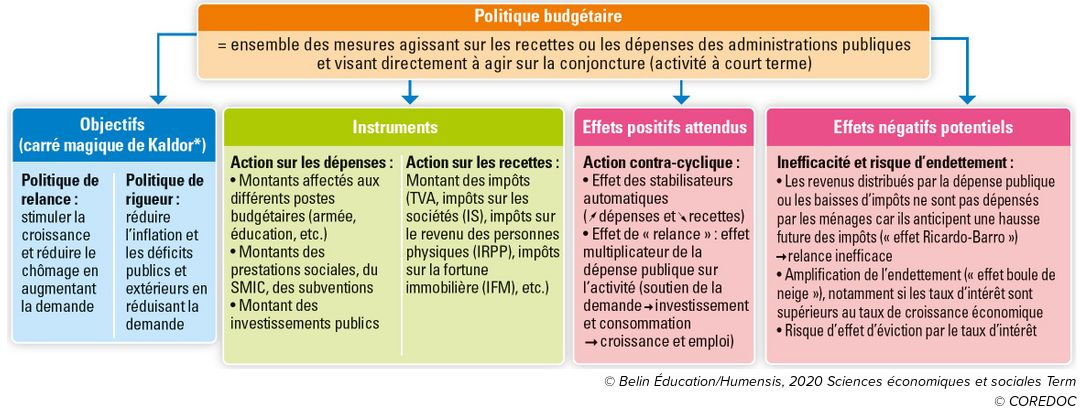 Politique budgétaire
= ensemble des mesures agissant sur les recettes ou les dépenses des administrations publiques
et visant directement à agir sur la conjoncture (activité à court terme)
Objectifs
(carré magique de Kaldor*)
Politique de
relance :
stimuler la
croissance
et réduire le
chômage en
augmentant
la demande
Politique de
rigueur :
réduire
l'inflation et
les déficits
publics et
extérieurs en
réduisant la
demande
Instruments
Action sur les dépenses :
• Montants affectés aux
différents postes
budgétaires (armée,
éducation, etc.)
• Montants des
prestations sociales, du
SMIC, des subventions
• Montant des
investissements publics
Action sur les recettes :
Montant des impôts
(TVA, impôts sur les
sociétés (IS), impôts sur
le revenu des personnes
physiques (IRPP), impôts
sur la fortune
immobilière (IFM), etc.)
Effets positifs attendus
Action contra-cyclique :
• Effet des stabilisateurs
automatiques
(↗dépenses et ↘recettes)
• Effet de « relance » : effet
multiplicateur de la
dépense publique sur
l'activité (soutien de la
demande → investissement
et consommation
→ croissance et emploi)
Effets négatifs potentiels
Inefficacité et risque d'endettement :
• Les revenus distribués par la dépense publique
ou les baisses d'impôts ne sont pas dépensés
par les ménages car ils anticipent une hausse
future des impôts (« effet Ricardo-Barro »)
→ relance inefficace
• Amplification de l'endettement (« effet boule de
neige »), notamment si les taux d'intérêt sont
supérieurs au taux de croissance économique
• Risque d'effet d'éviction par le taux d'intérêt
© Belin Éducation/Humensis, 2020 Sciences économiques et sociales Term
© COREDOC